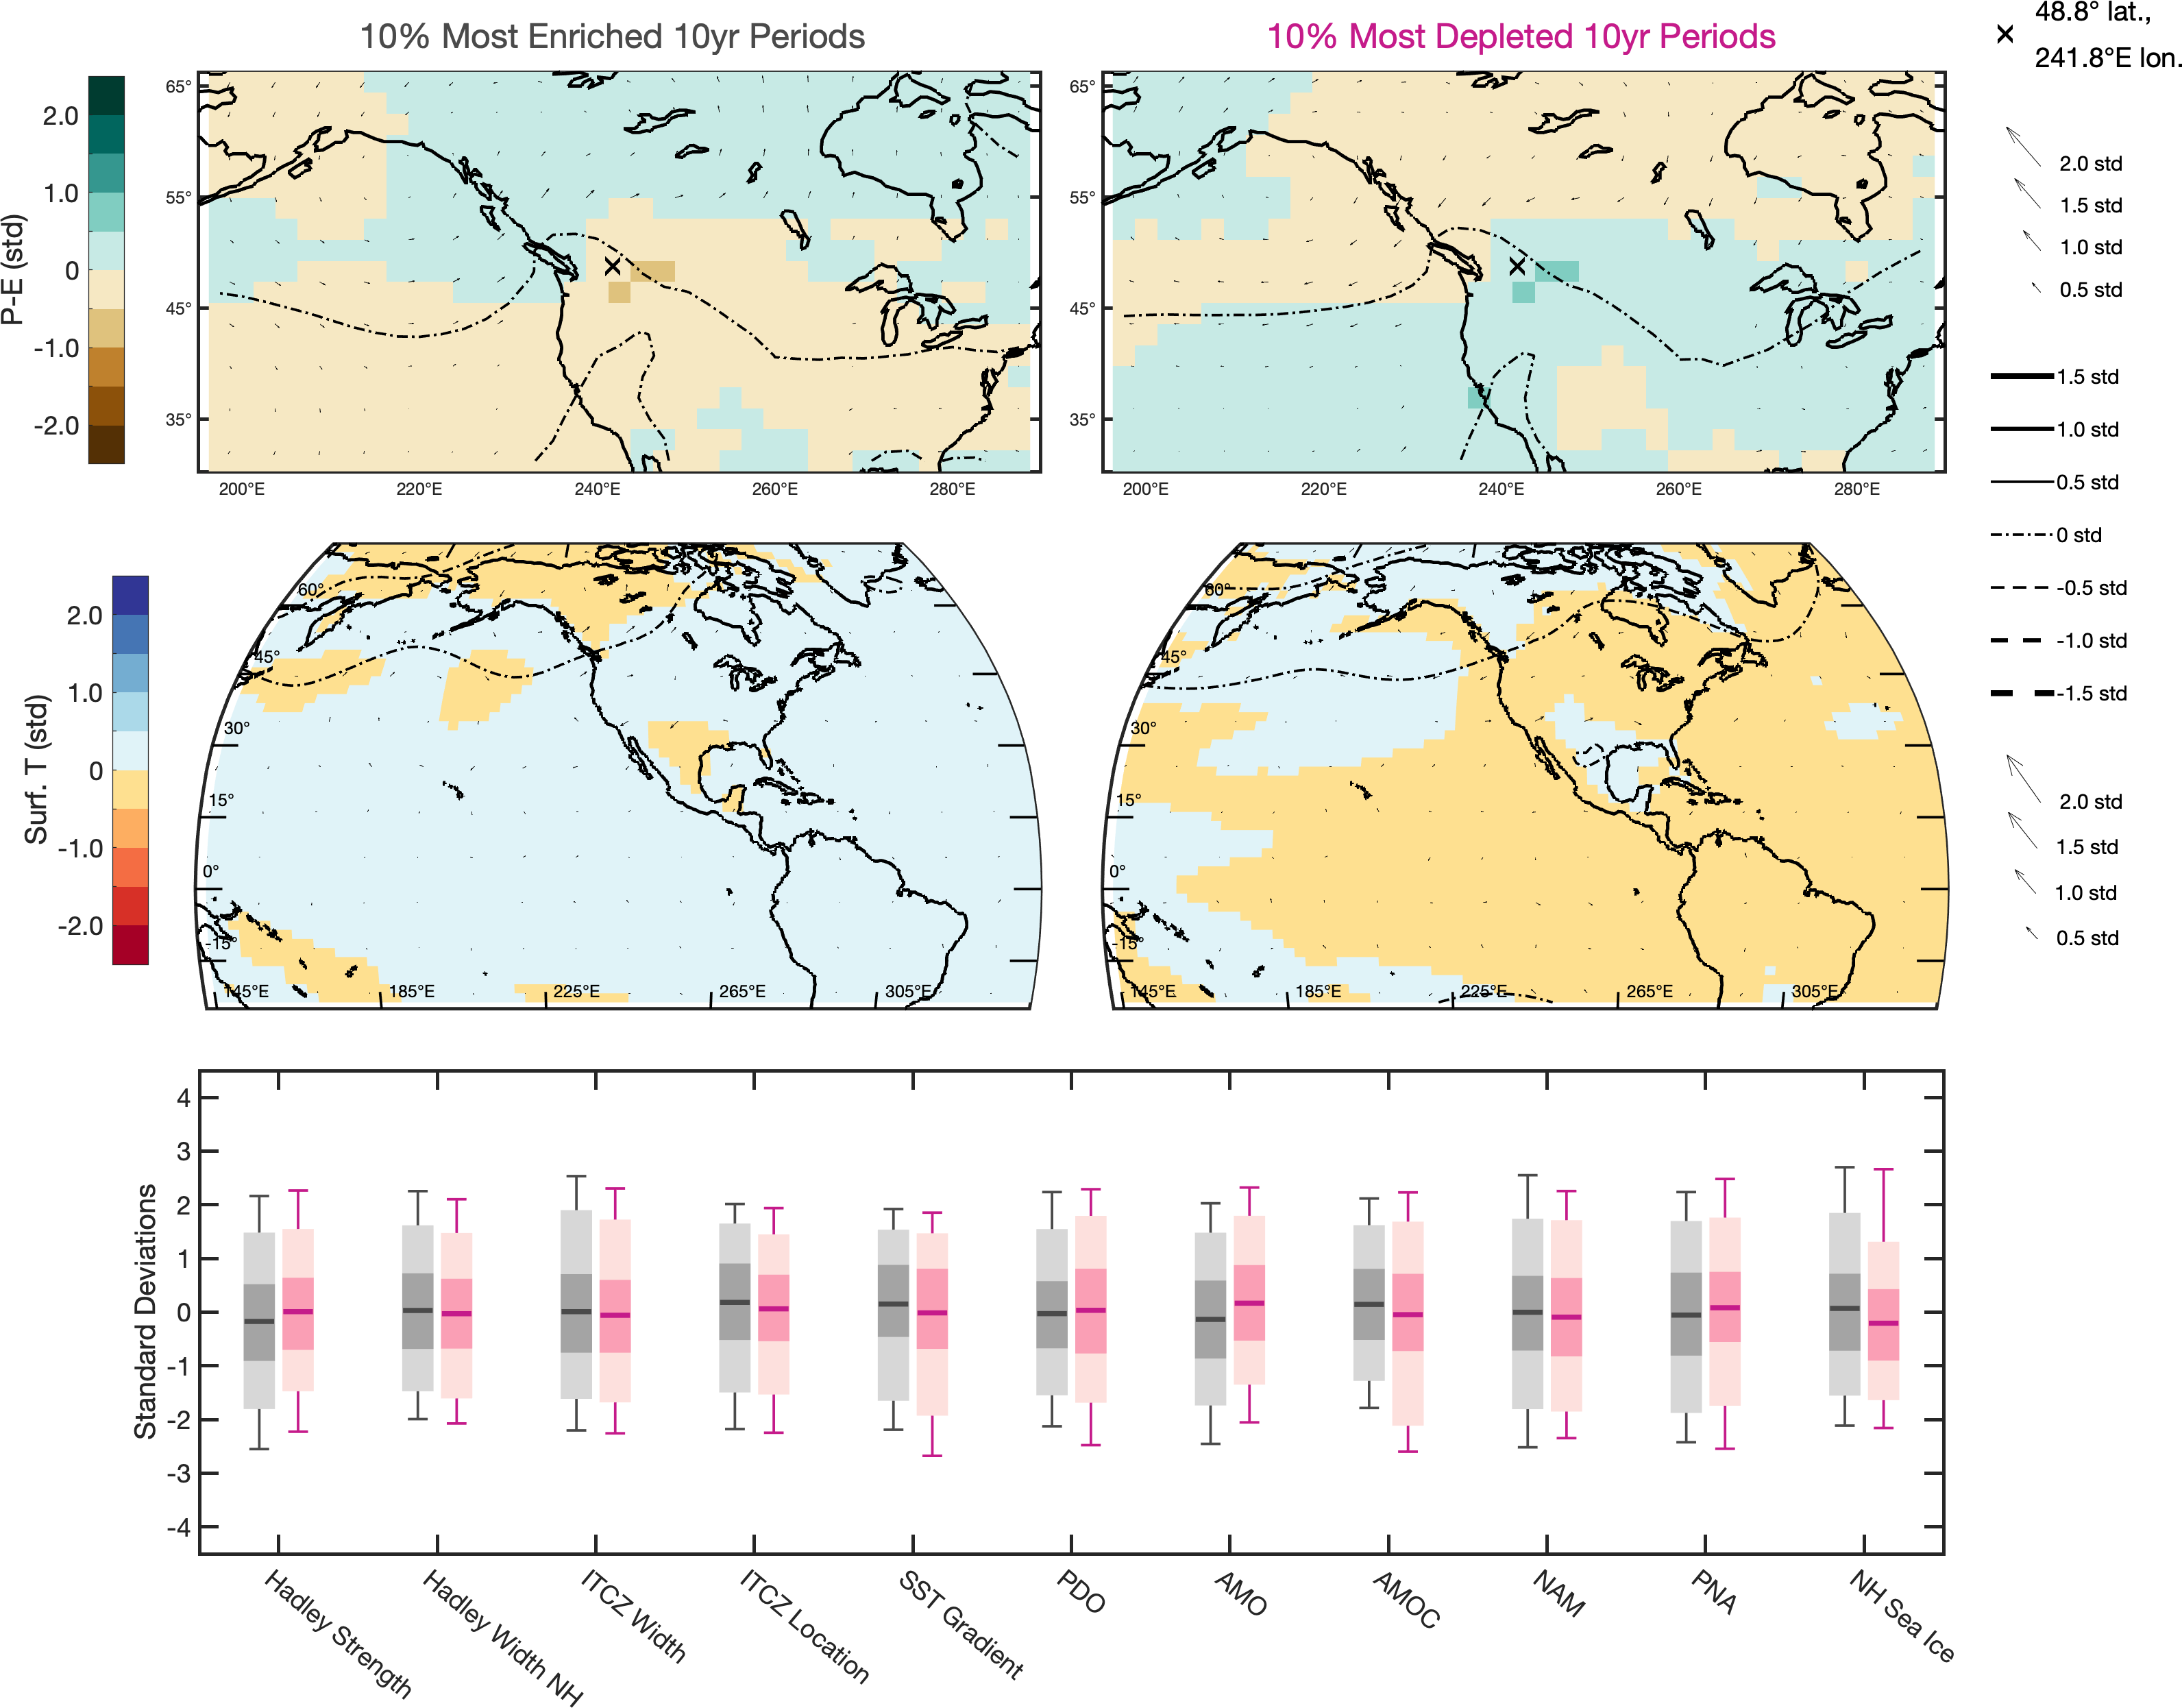 10% Most Enriched 10yr Periods
10% Most Depleted 10yr Periods
48.8° lat.,
241.8°E lon.
P-E (std)
2.0
1.0
0
-1.0
-2.0
65°
55°
45°
35°
200°E
220°E
240°E
260°E
280°E
65°
55°
45°
35°
200°E
220°E
240°E
260°E
280°E
2.0 std
1.5 std
1.0 std
0.5 std
1.5 std
1.0 std
0.5 std
0 std
-0.5 std
-1.0 std
-1.5 std
Surf. T (std)
2.0
1.0
0
-1.0
-2.0
60°
45°
30°
15°
0°
-15°
145°E
185°E
225°E
265°E
305°E
60°
45°
30°
15°
0°
-15°
145°E
185°E
225°E
265°E
305°E
2.0 std
1.5 std
1.0 std
0.5 std
Standard Deviations
4
3
2
1
0
-1
-2
-3
-4
Hadley Strength
Hadley Width NH
ITCZ Width
ITCZ Location
SST Gradient
PDO
AMO
AMOC
NAM
PNA
NH Sea Ice